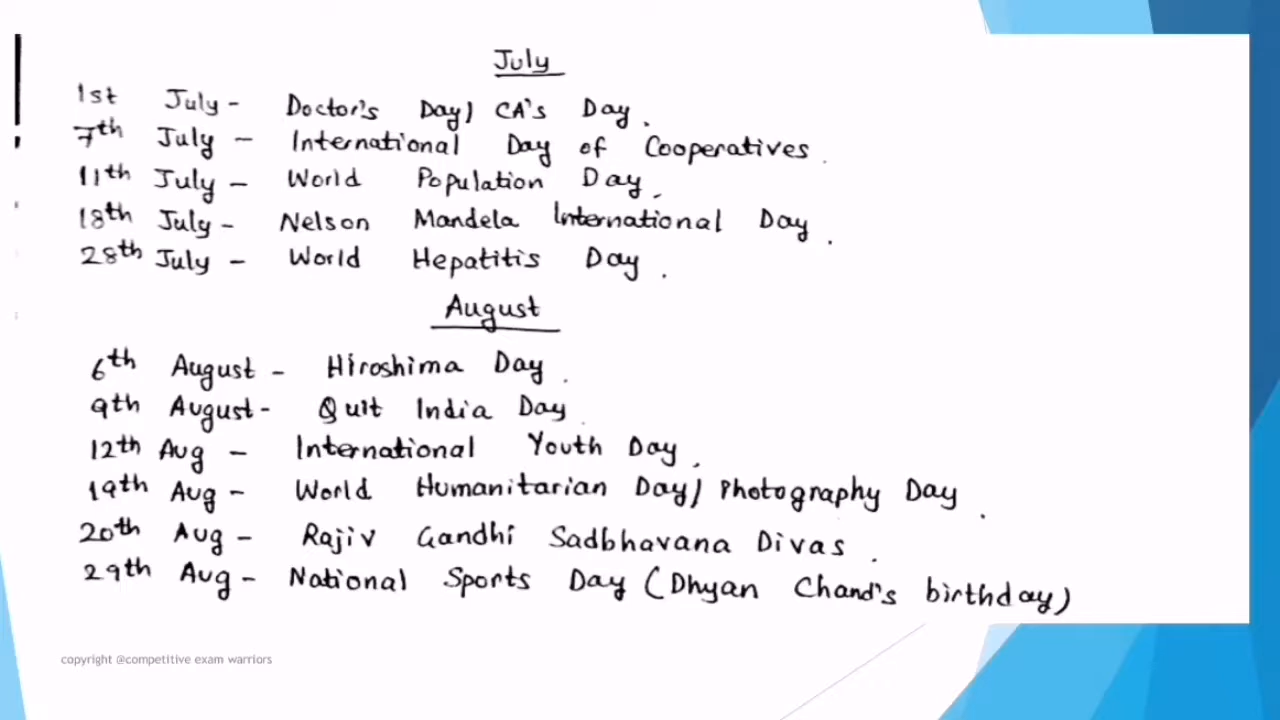 July
1st July - Doctor's Day/ CA's Day.
7th July - International Day of Cooperatives.
11th July - World Population Day.
18th July - Nelson Mandela International Day.
28th July - World Hepatitis Day.
August
6th August - Hiroshima Day.
9th August - Quit India Day.
12th Aug - International Youth Day.
19th Aug - World Humanitarian Day/ Photography Day.
20th Aug - Rajiv Gandhi Sadbhavana Divas.
29th Aug - National Sports Day (Dhyan Chand's birthday)
copyright @competitive exam warriors